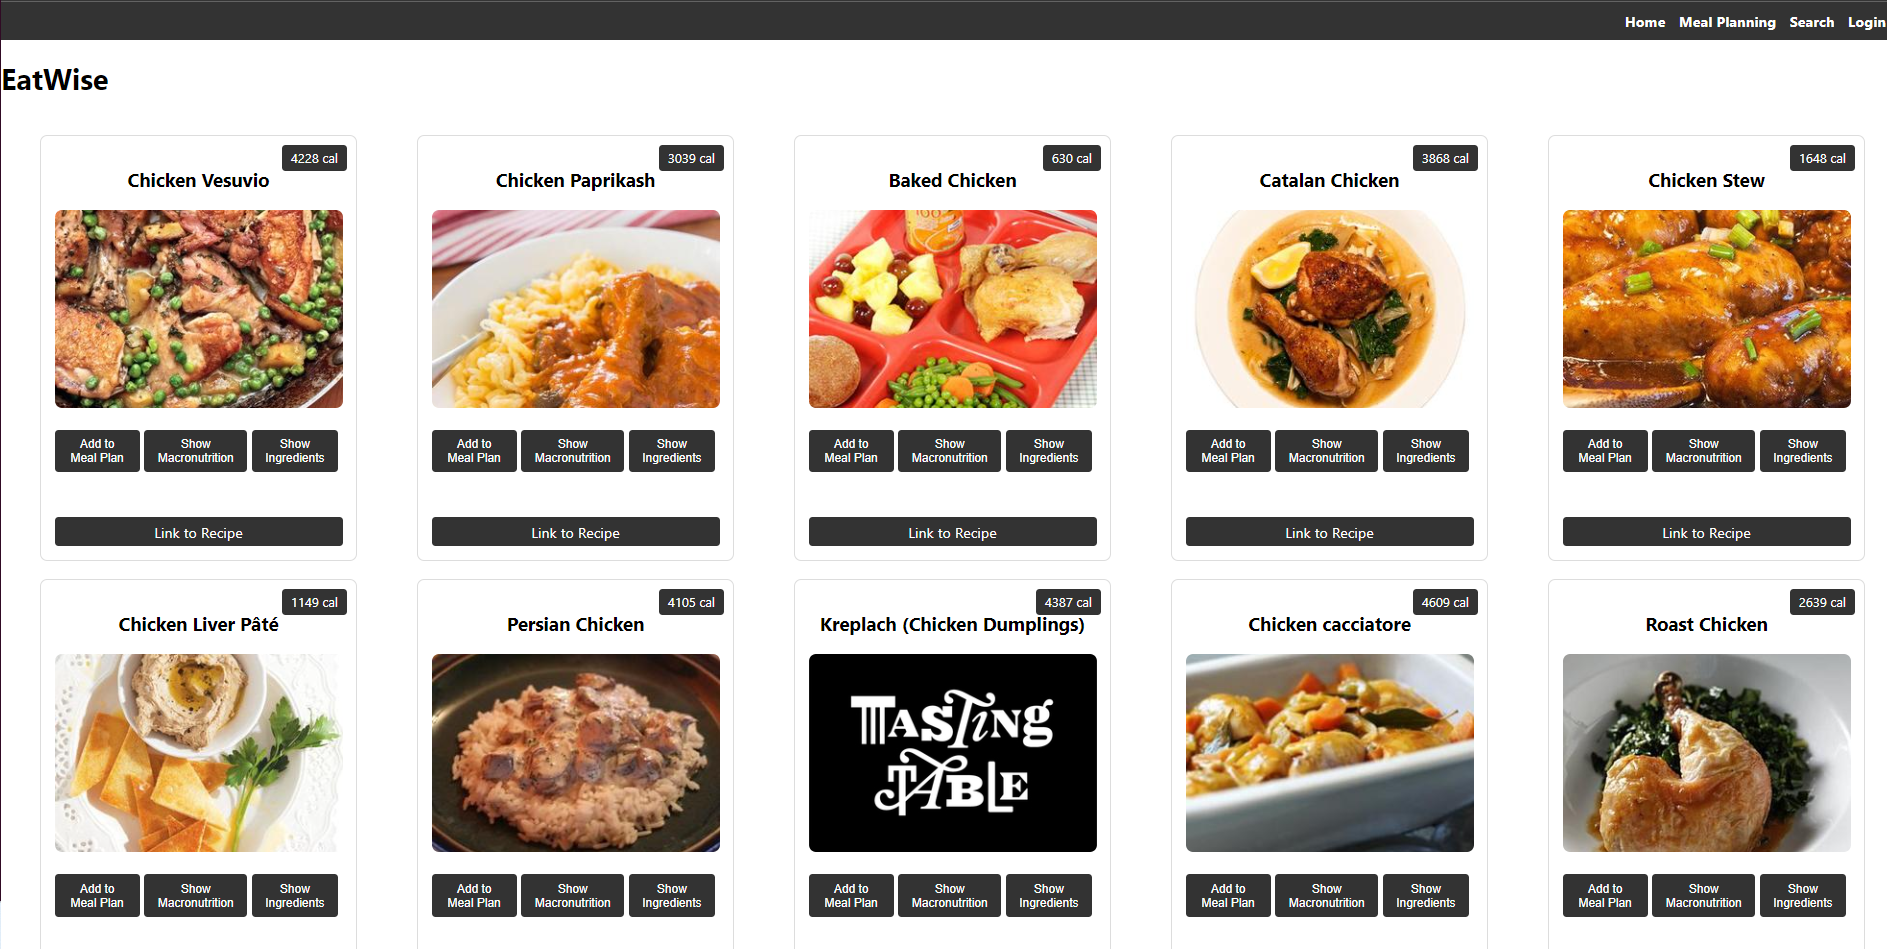 Home Meal Planning Search Login
EatWise
4228 cal
Chicken Vesuvio
Add to
Meal Plan
Show
Macronutrition
Show
Ingredients
Link to Recipe
3039 cal
Chicken Paprikash
Add to
Meal Plan
Show
Macronutrition
Show
Ingredients
Link to Recipe
630 cal
Baked Chicken
Add to
Meal Plan
Show
Macronutrition
Show
Ingredients
Link to Recipe
3868 cal
Catalan Chicken
Add to
Meal Plan
Show
Macronutrition
Show
Ingredients
Link to Recipe
1648 cal
Chicken Stew
Add to
Meal Plan
Show
Macronutrition
Show
Ingredients
Link to Recipe
1149 cal
Chicken Liver Pâté
Add to
Meal Plan
Show
Macronutrition
Show
Ingredients
4105 cal
Persian Chicken
Add to
Meal Plan
Show
Macronutrition
Show
Ingredients
4387 cal
Kreplach (Chicken Dumplings)
TASTING
TABLE
Add to
Meal Plan
Show
Macronutrition
Show
Ingredients
4609 cal
Chicken cacciatore
Add to
Meal Plan
Show
Macronutrition
Show
Ingredients
2639 cal
Roast Chicken
Add to
Meal Plan
Show
Macronutrition
Show
Ingredients